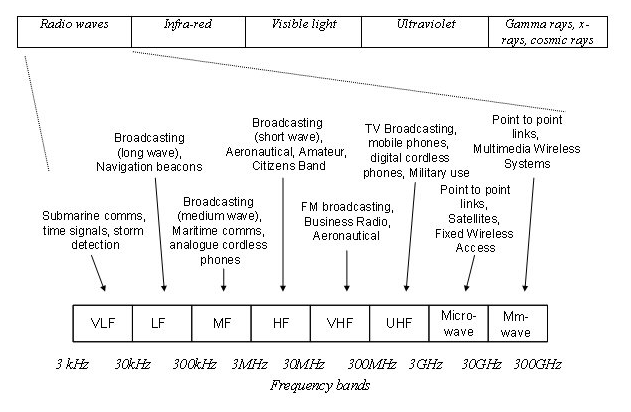 Radio waves
Infra-red
Visible light
Ultraviolet
Gamma rays, x-
rays, cosmic rays
Submarine comms,
time signals, storm
detection
Broadcasting
(long wave),
Navigation beacons
Broadcasting
(medium wave),
Maritime comms,
analogue cordless
phones
Broadcasting
(short wave),
Aeronautical, Amateur,
Citizens Band
FM broadcasting,
Business Radio,
Aeronautical
TV Broadcasting,
mobile phones,
digital cordless
phones, Military use
Point to point
links,
Satellites,
Fixed Wireless
Access
Point to point
links,
Multimedia Wireless
Systems
VLF
LF
MF
HF
VHF
UHF
Micro-
wave
Mm-
wave
3 kHz 30kHz 300kHz 3MHz 30MHz 300MHz 3GHz 30GHz 300GHz
Frequency bands